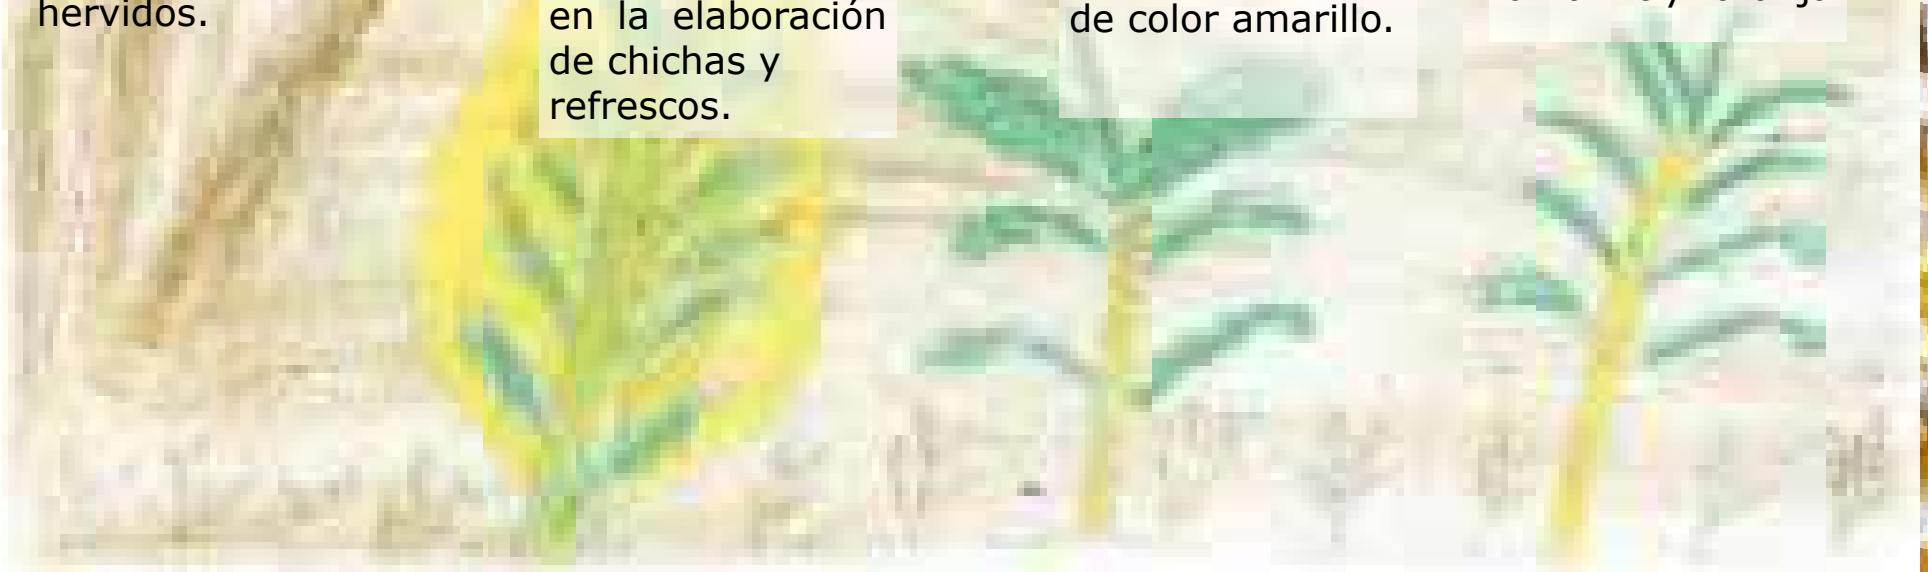 hervidos.
en la elaboración
de chichas y
refrescos.
de color amarillo.